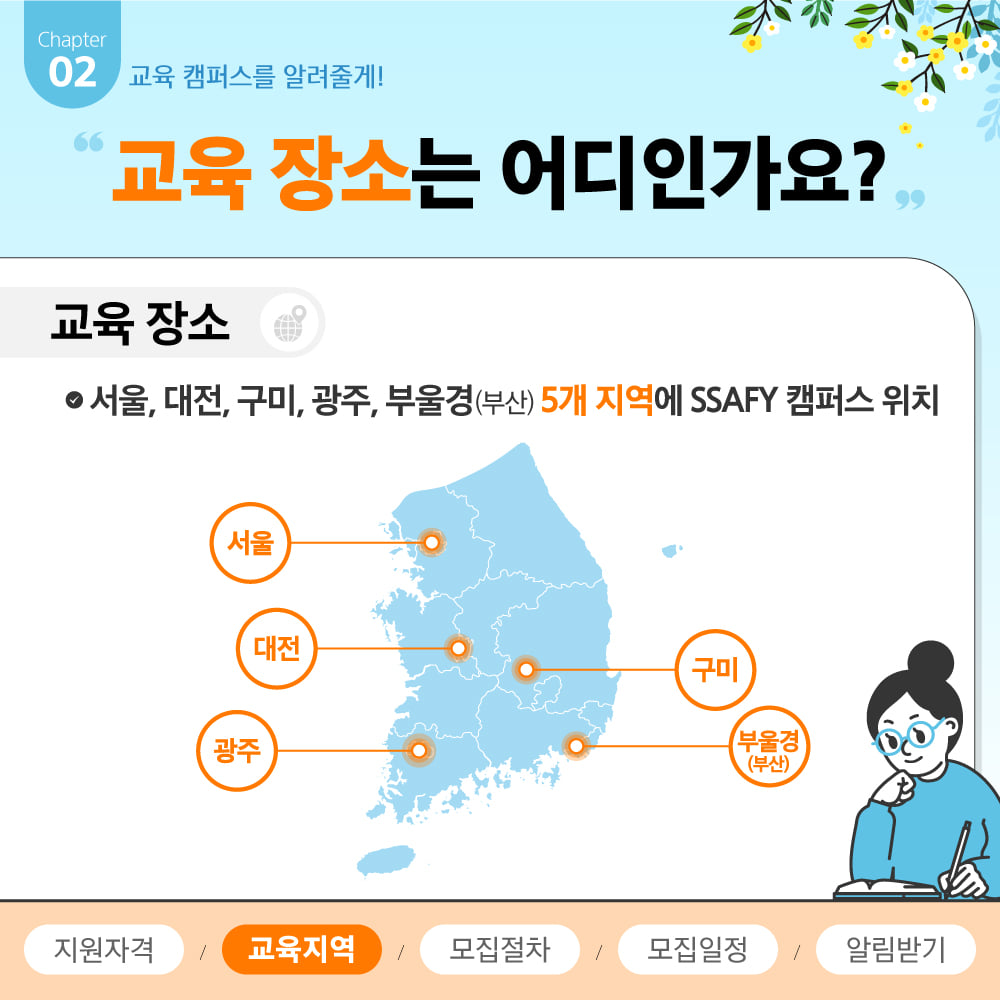 Chapter
02
교육 캠퍼스를 알려줄게!
“교육 장소는 어디인가요?”
교육 장소
서울, 대전, 구미, 광주, 부울경(부산) 5개 지역에 SSAFY 캠퍼스 위치
서울
대전
구미
광주
부울경
(부산)
지원자격 / 교육지역 / 모집절차 / 모집일정 / 알림받기